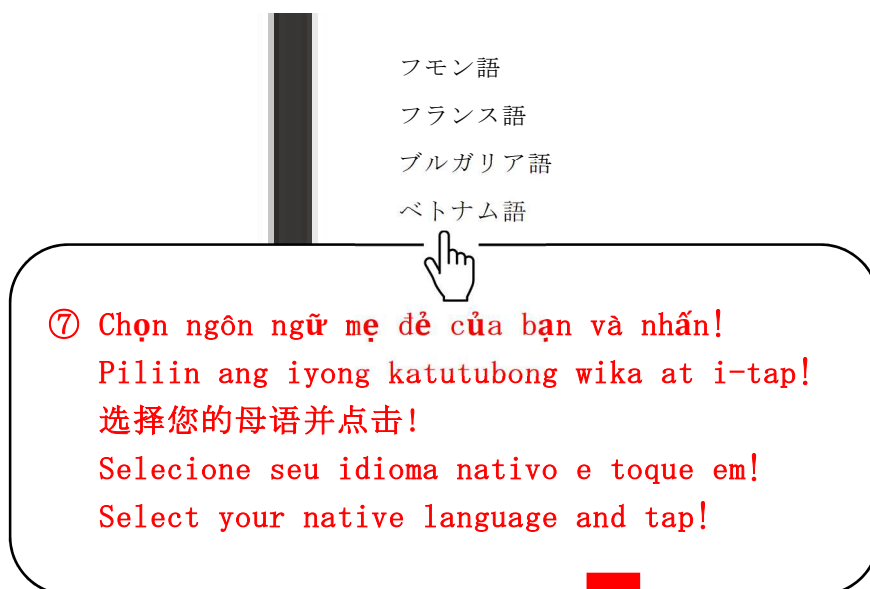 フモン語
フランス語
ブルガリア語
ベトナム語
⑦ Chọn ngôn ngữ mẹ đẻ của bạn và nhấn!
Piliin ang iyong katutubong wika at i-tap!
选择您的母语并点击!
Selecione seu idioma nativo e toque em!
Select your native language and tap!